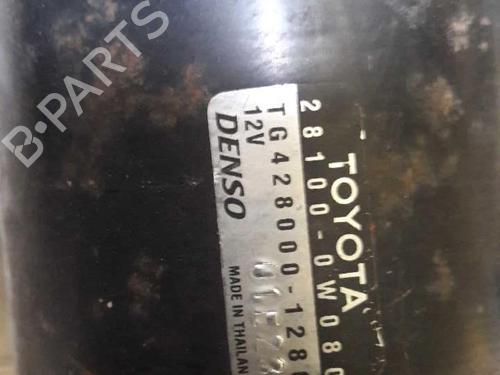 B-PARTS
TOYOTA
28100-0W080
TG428000-128
12V
DENSO
MADE IN THAILAND